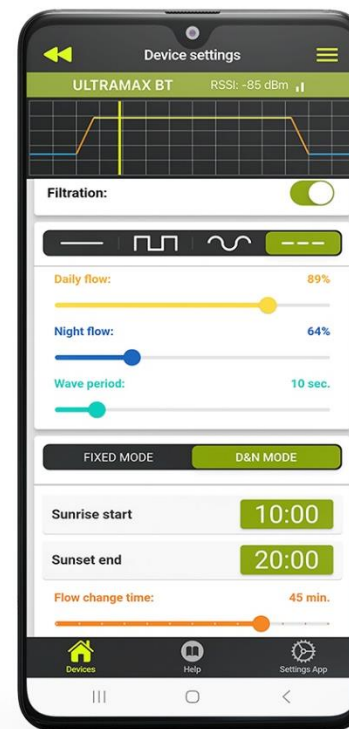 Device settings
ULTRAMAX BT RSSI: -85 dBm
Filtration:
Daily flow: 89%
Night flow: 64%
Wave period: 10 sec.
FIXED MODE D&N MODE
Sunrise start 10:00
Sunset end 20:00
Flow change time: 45 min.
Devices Help Settings App